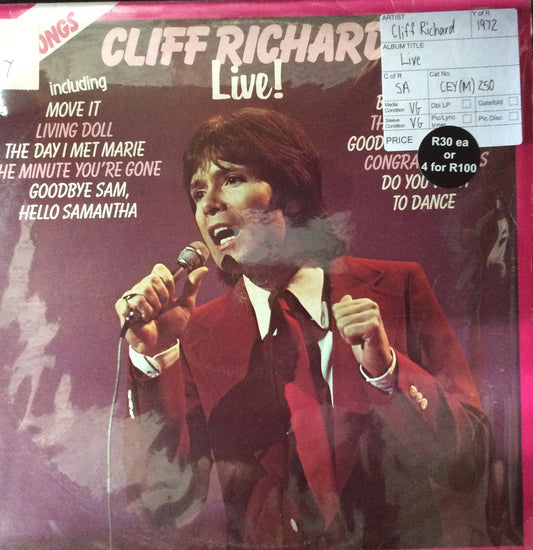 ONGS
CLIFF RICHARD
Live!
including
MOVE IT
LIVING DOLL
THE DAY I MET MARIE
HE MINUTE YOU'RE GONE
GOODBYE SAM,
HELLO SAMANTHA
B
TH
GOOD
CONGRA S
DO YOU
TO DANCE
ARTIST
Cliff Richard
Y of R
1972
ALBUM TITLE
Live
C of R
SA
Cat No.
CEY(M) 250
Media Condition VG
Dbl LP
Gatefold
Sleeve Condition VG
Pic/Lyric Inner
Pic Disc
PRICE
R30 ea
or
4 for R100